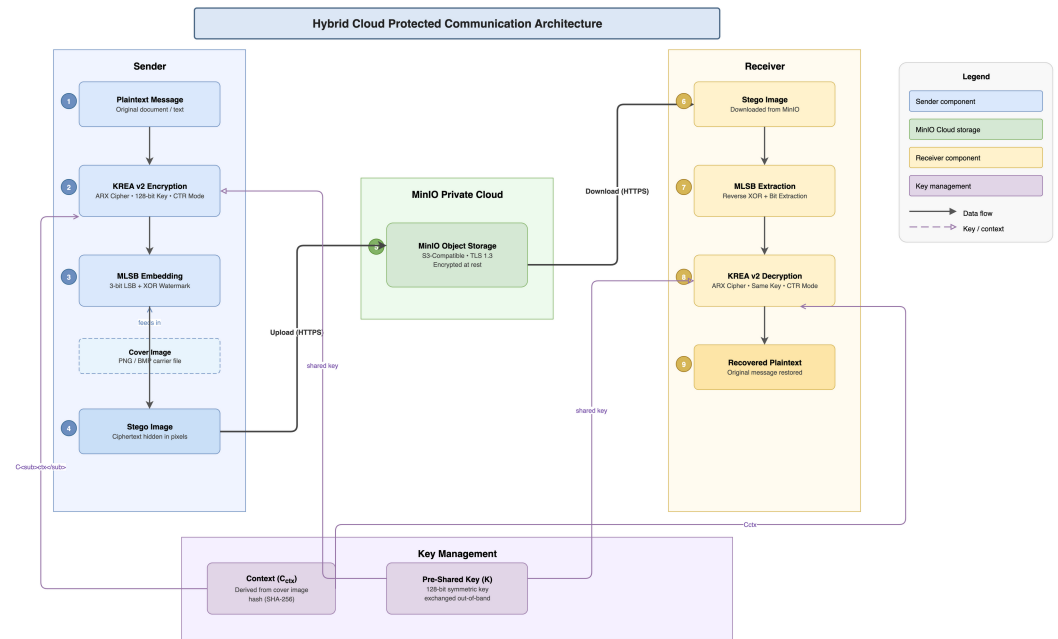 Hybrid Cloud Protected Communication Architecture
Sender
1
Plaintext Message
Original document / text
2
KREA v2 Encryption
ARX Cipher • 128-bit Key • CTR Mode
3
MLSB Embedding
3-bit LSB + XOR Watermark
feeds in
Cover Image
PNG / BMP carrier file
4
Stego Image
Ciphertext hidden in pixels
C<sub>ctx</sub>
Upload (HTTPS)
shared key
MinIO Private Cloud
5
MinIO Object Storage
S3-Compatible • TLS 1.3
Encrypted at rest
Download (HTTPS)
shared key
Receiver
6
Stego Image
Downloaded from MinIO
7
MLSB Extraction
Reverse XOR + Bit Extraction
8
KREA v2 Decryption
ARX Cipher • Same Key • CTR Mode
9
Recovered Plaintext
Original message restored
Cctx
Key Management
Context (Cctx)
Derived from cover image
hash (SHA-256)
Pre-Shared Key (K)
128-bit symmetric key
exchanged out-of-band
Legend
Sender component
MinIO Cloud storage
Receiver component
Key management
Data flow
Key / context